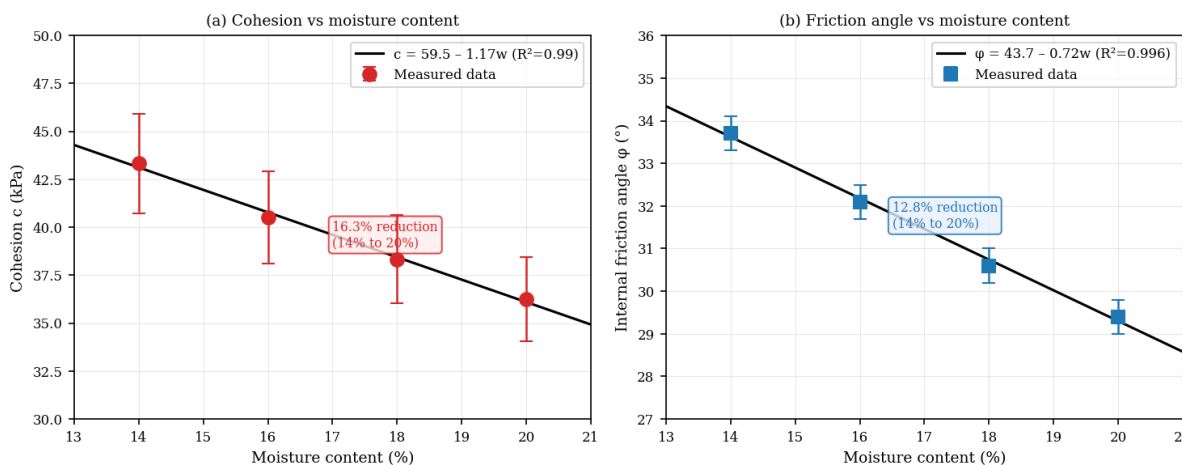 (a) Cohesion vs moisture content
c = 59.5 – 1.17w (R²=0.99)
Measured data
16.3% reduction
(14% to 20%)
Cohesion c (kPa)
50.0
47.5
45.0
42.5
40.0
37.5
35.0
32.5
30.0
13 14 15 16 17 18 19 20 21
Moisture content (%)
(b) Friction angle vs moisture content
φ = 43.7 – 0.72w (R²=0.996)
Measured data
12.8% reduction
(14% to 20%)
Internal friction angle φ (°)
36
35
34
33
32
31
30
29
28
27
13 14 15 16 17 18 19 20 2
Moisture content (%)